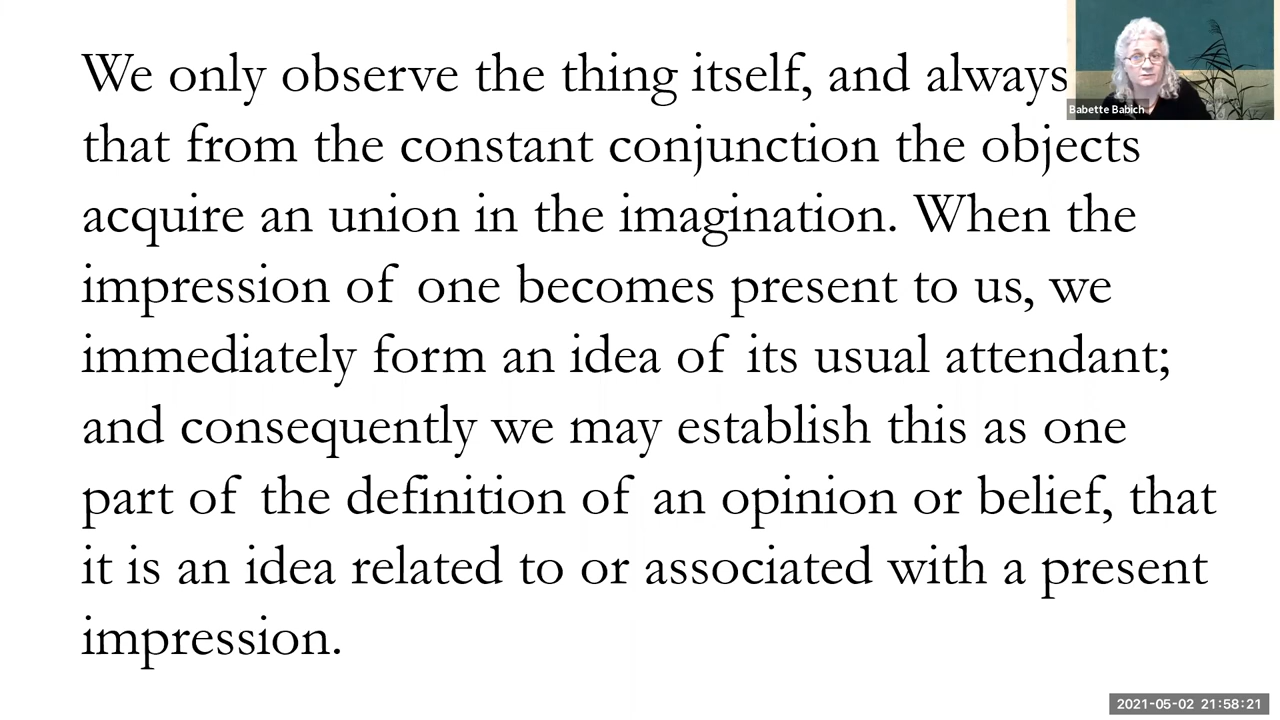 We only observe the thing itself, and always
Babette Babich
that from the constant conjunction the objects
acquire an union in the imagination. When the
impression of one becomes present to us, we
immediately form an idea of its usual attendant;
and consequently we may establish this as one
part of the definition of an opinion or belief, that
it is an idea related to or associated with a present
impression.
2021-05-02 21:58:21